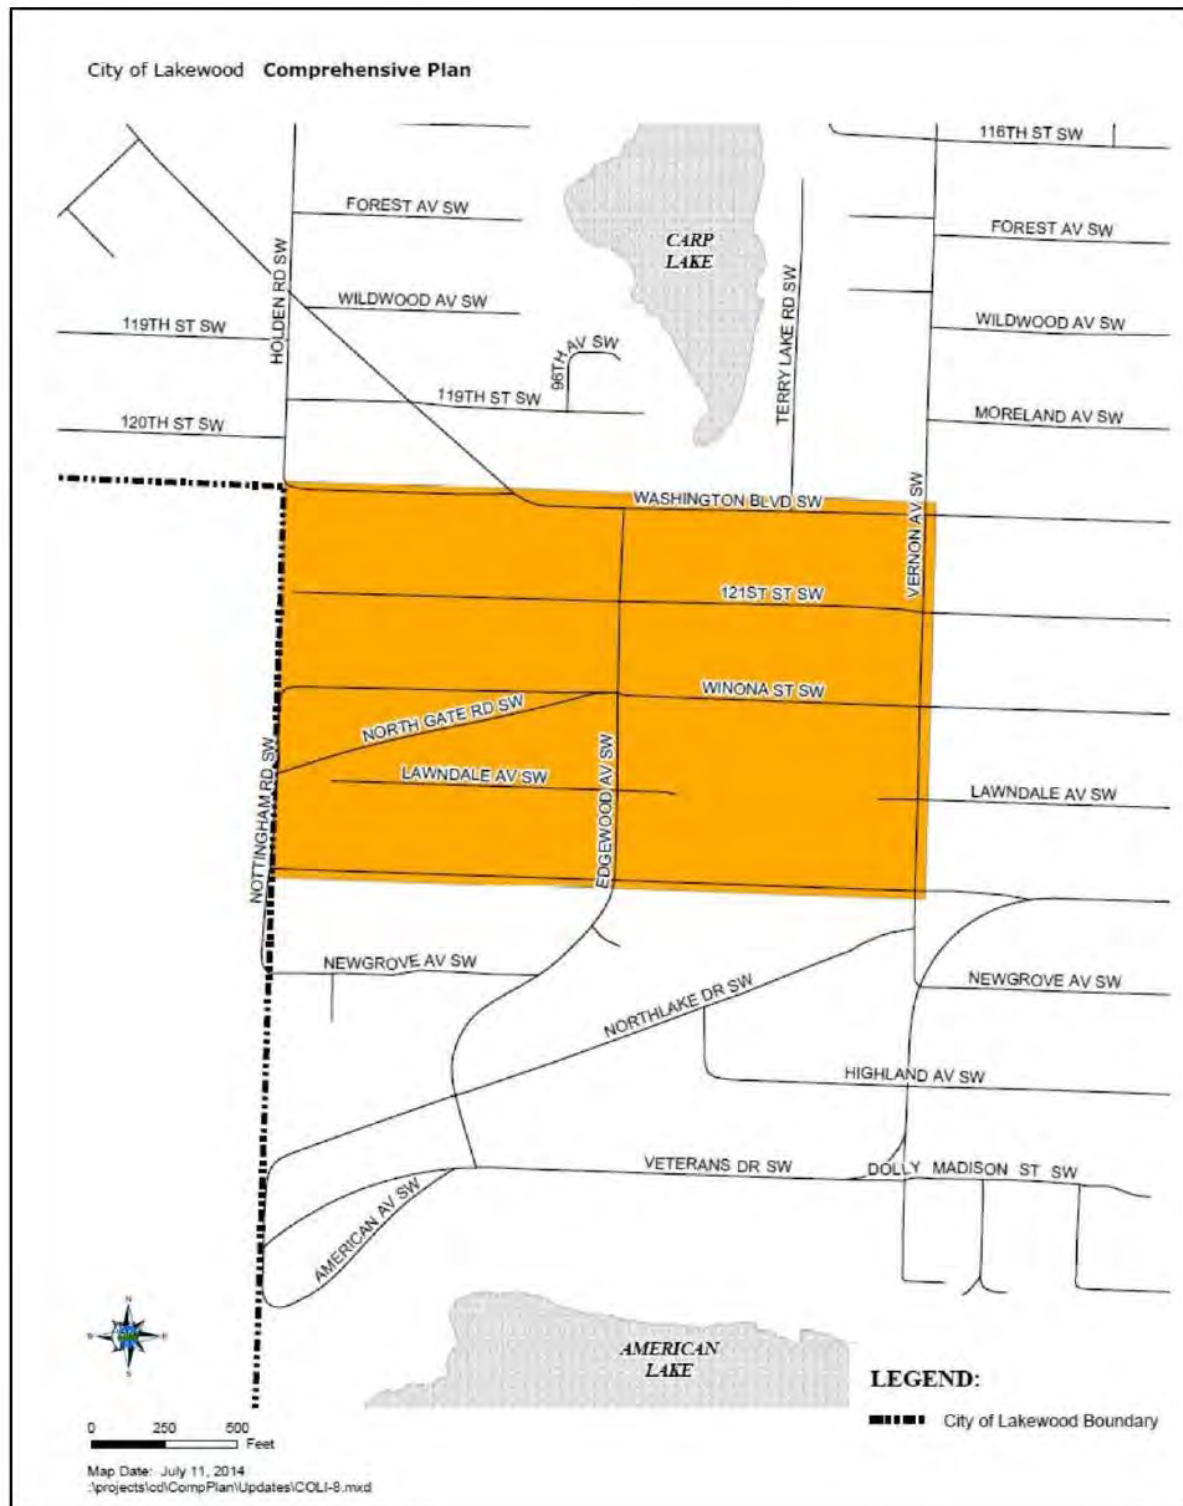 City of Lakewood Comprehensive Plan
116TH ST SW
FOREST AV SW
FOREST AV SW
CARP
LAKE
HOLDEN RD SW
TERRY LAKE RD SW
WILDWOOD AV SW
WILDWOOD AV SW
119TH ST SW
96TH AV SW
119TH ST SW
MORELAND AV SW
120TH ST SW
WASHINGTON BLVD SW
VERNON AV SW
121ST ST SW
WINONA ST SW
NORTH GATE RD SW
LAWNDALE AV SW
LAWNDALE AV SW
NOTTINGHAM RD SW
EDGEWOOD AV SW
NEWGROVE AV SW
NEWGROVE AV SW
NORTHLAKE DR SW
HIGHLAND AV SW
VETERANS DR SW
DOLLY MADISON ST SW
AMERICAN AV SW
N
S
AMERICAN
LAKE
LEGEND:
City of Lakewood Boundary
0 250 500
Feet
Map Date: July 11, 2014
:\projects\cd\CompPlan\Updates\COLI-8.mxd